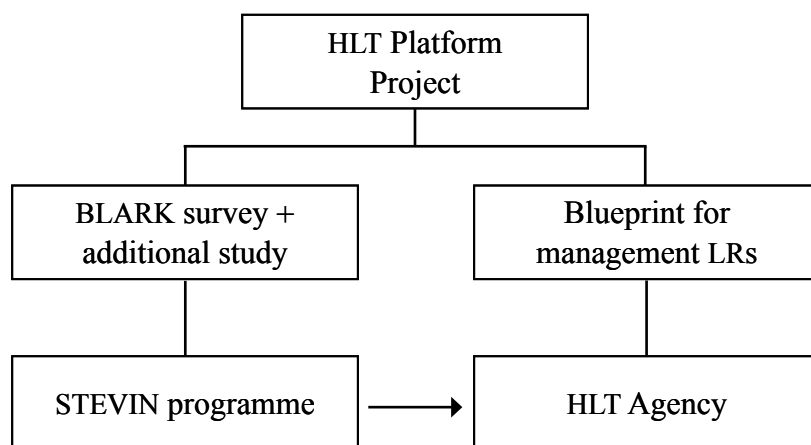 HLT Platform
Project
BLARK survey +
additional study
Blueprint for
management LRs
STEVIN programme
HLT Agency